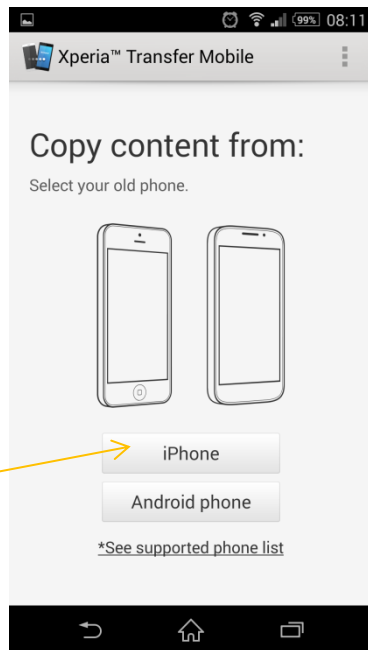 99% 08:11
Xperia™ Transfer Mobile
Copy content from:
Select your old phone.
iPhone
Android phone
*See supported phone list